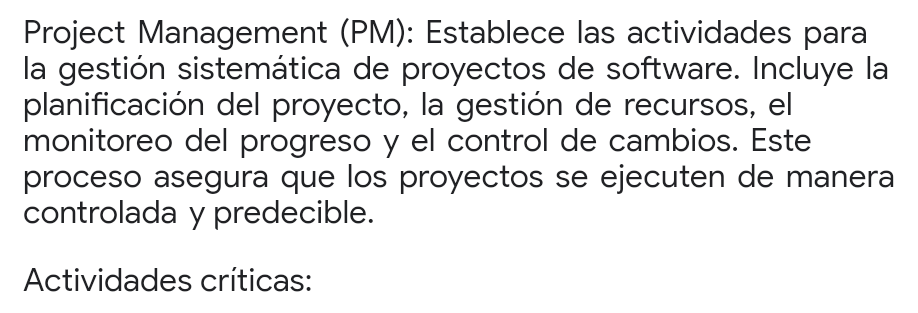 Project Management (PM): Establece las actividades para
la gestión sistemática de proyectos de software. Incluye la
planificación del proyecto, la gestión de recursos, el
monitoreo del progreso y el control de cambios. Este
proceso asegura que los proyectos se ejecuten de manera
controlada y predecible.
Actividades críticas: